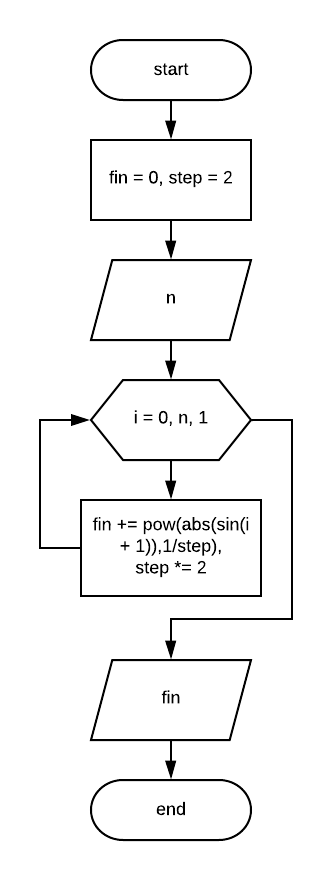 start
fin = 0, step = 2
n
i = 0, n, 1
fin += pow(abs(sin(i
+ 1)),1/step),
step *= 2
fin
end